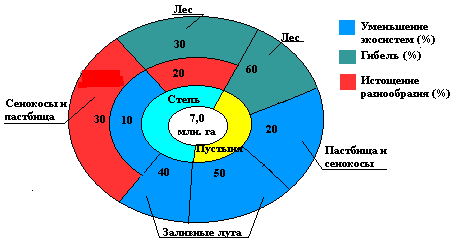 Лес
Лес
Уменьшение
экосистем (%)
Гибель (%)
Истощение
разнообразия (%)
30
60
20
Степь
Сенокосы и
пастбища
30
10
7,0
млн. га
20
Пустыня
Пастбища и
сенокосы
40
50
Заливные луга